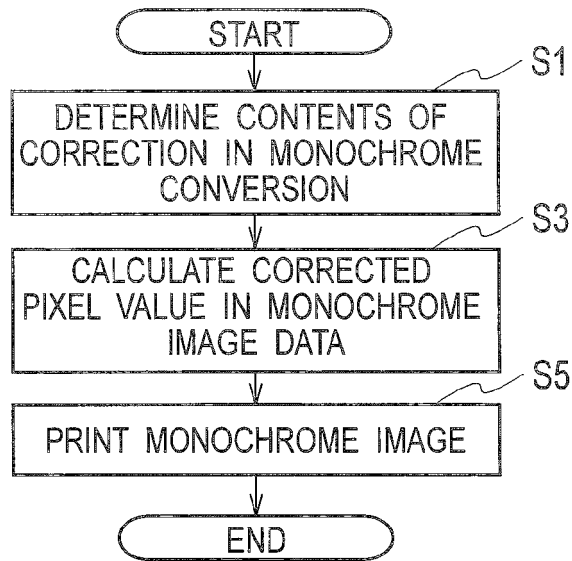 START
S1
DETERMINE CONTENTS OF
CORRECTION IN MONOCHROME
CONVERSION
S3
CALCULATE CORRECTED
PIXEL VALUE IN MONOCHROME
IMAGE DATA
S5
PRINT MONOCHROME IMAGE
END